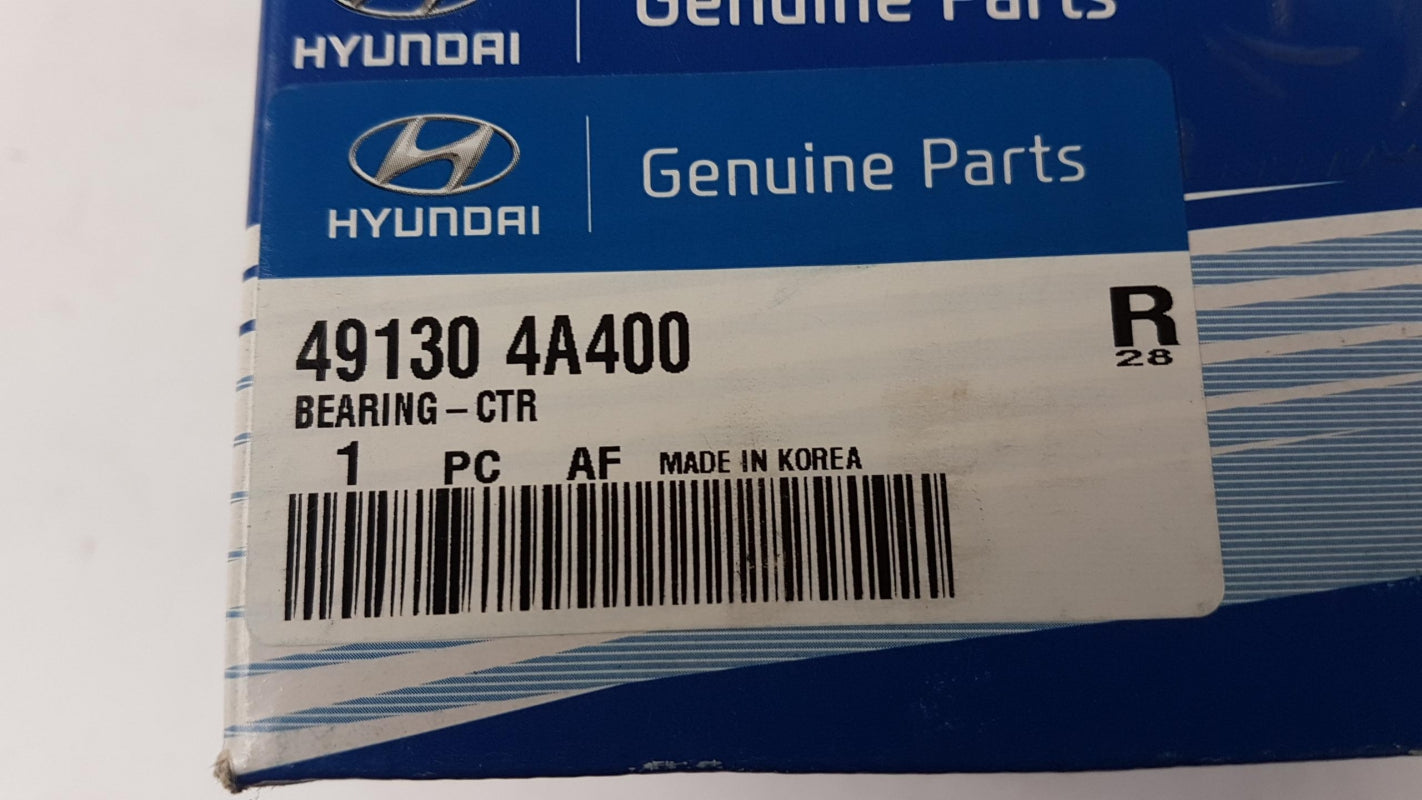 HYUNDAI
Genuine Parts
HYUNDAI
Genuine Parts
49130 4A400
R
28
BEARING-CTR
1 PC AF MADE IN KOREA